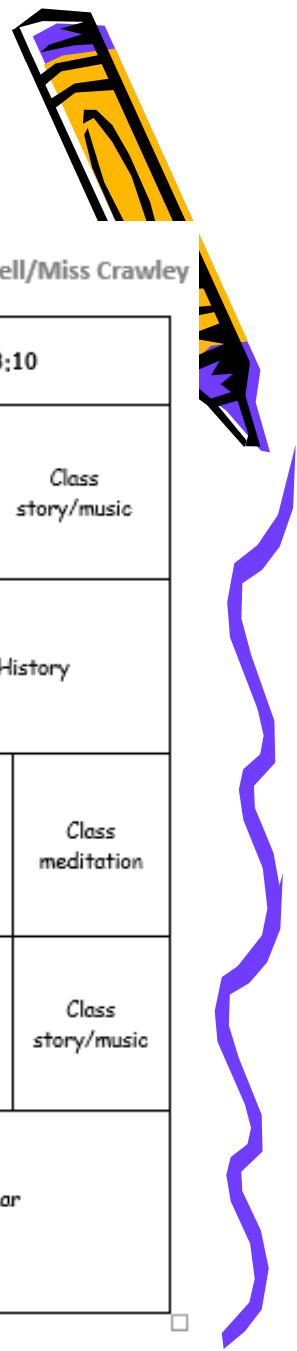 ell/Miss Crawley
3:10
Class
story/music
History
Class
meditation
Class
story/music
ar